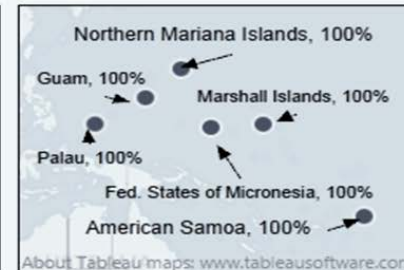 Northern Mariana Islands, 100%
Guam, 100%
Marshall Islands, 100%
Palau, 100%
Fed. States of Micronesia, 100%
American Samoa, 100%
About Tableau maps: www.tableausoftware.com